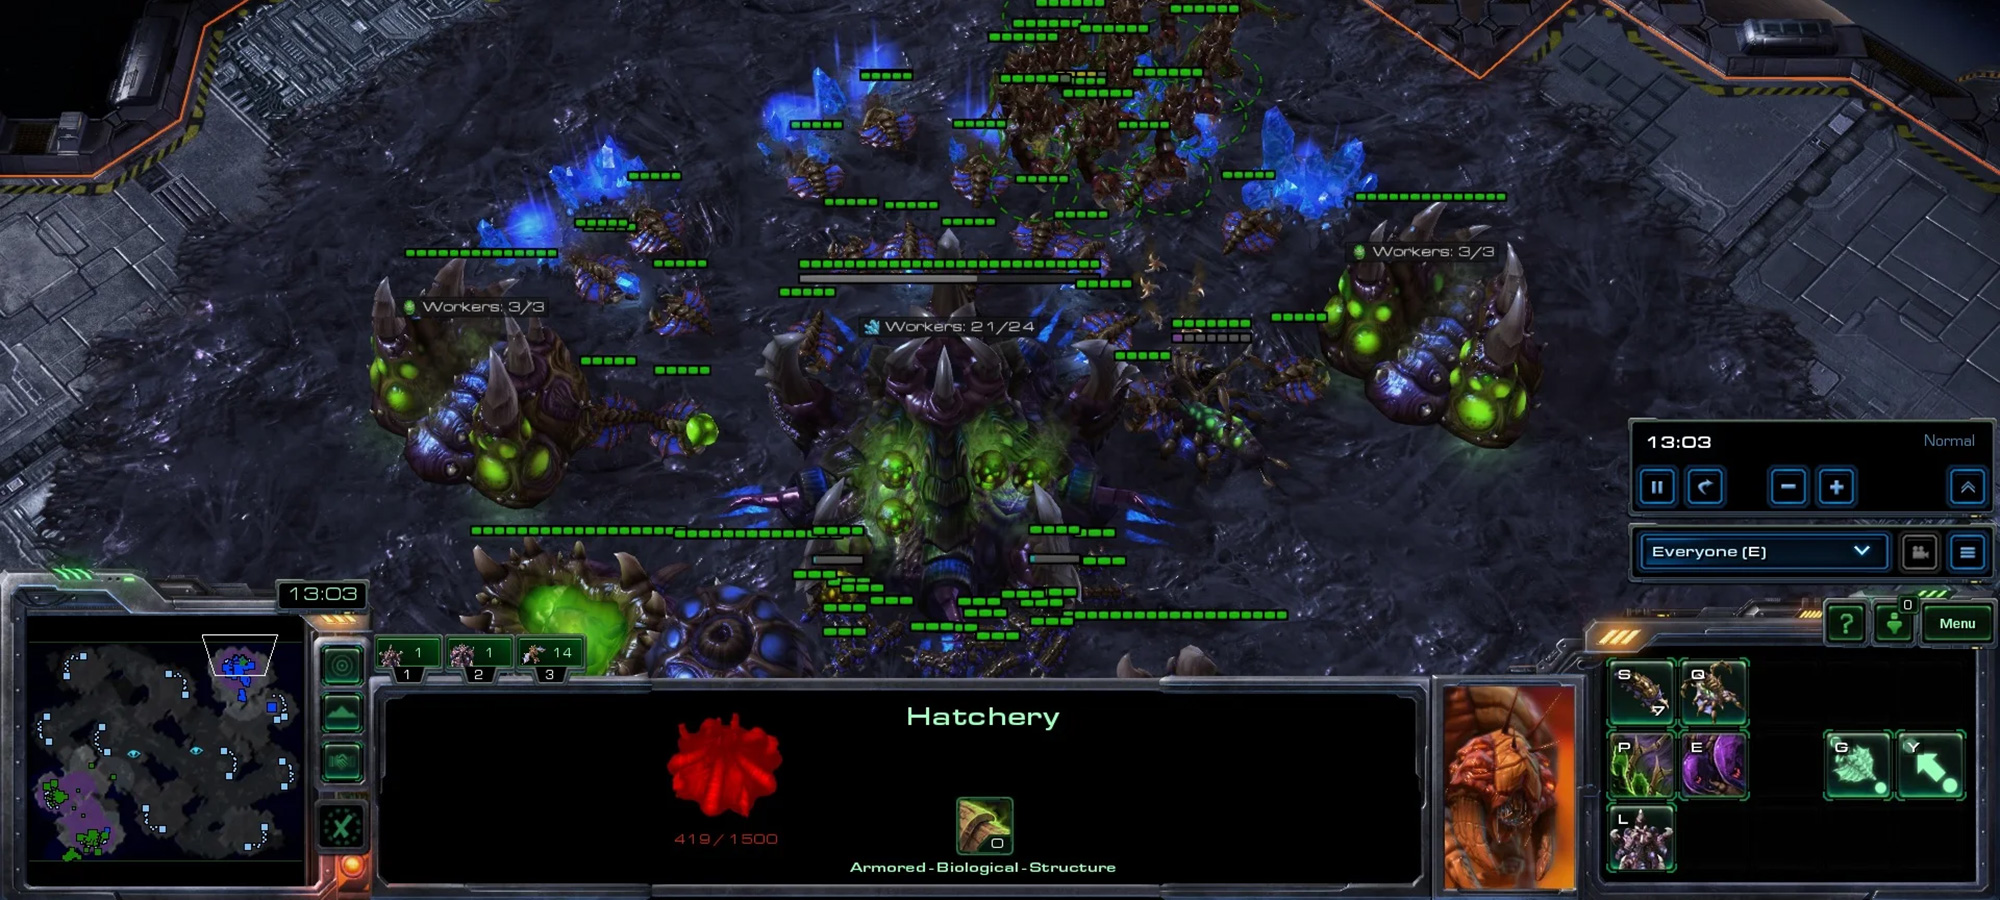 Workers: 3/3
Workers: 3/3
Workers: 21/24
13:03
Normal
Everyone (E)
13:03
0
?
Menu
1
1
14
1
2
3
Hatchery
419/1500
0
Armored-Biological-Structure
S
7
Q
P
E
G
Y
L